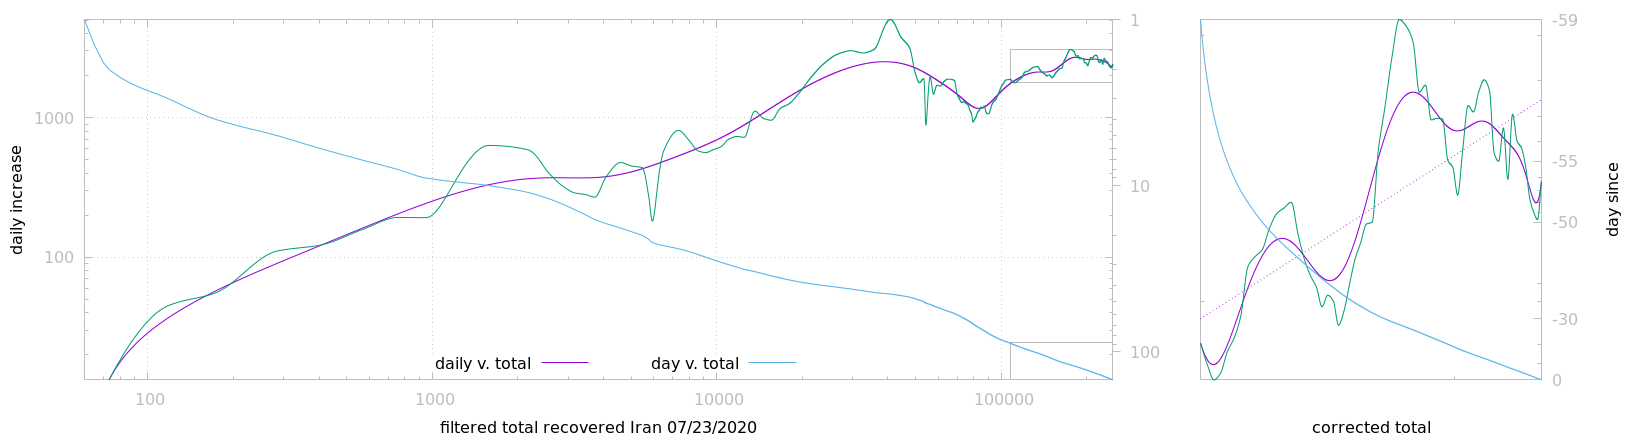 1 -59
1000 -55
daily increase 10 -50 day since
100 -30
daily v. total day v. total 100
0
100 1000 10000 100000
filtered total recovered Iran 07/23/2020 corrected total